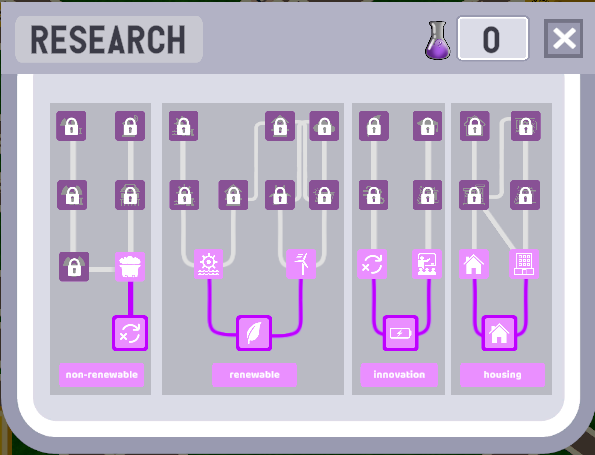 RESEARCH
0
non-renewable
renewable
innovation
housing